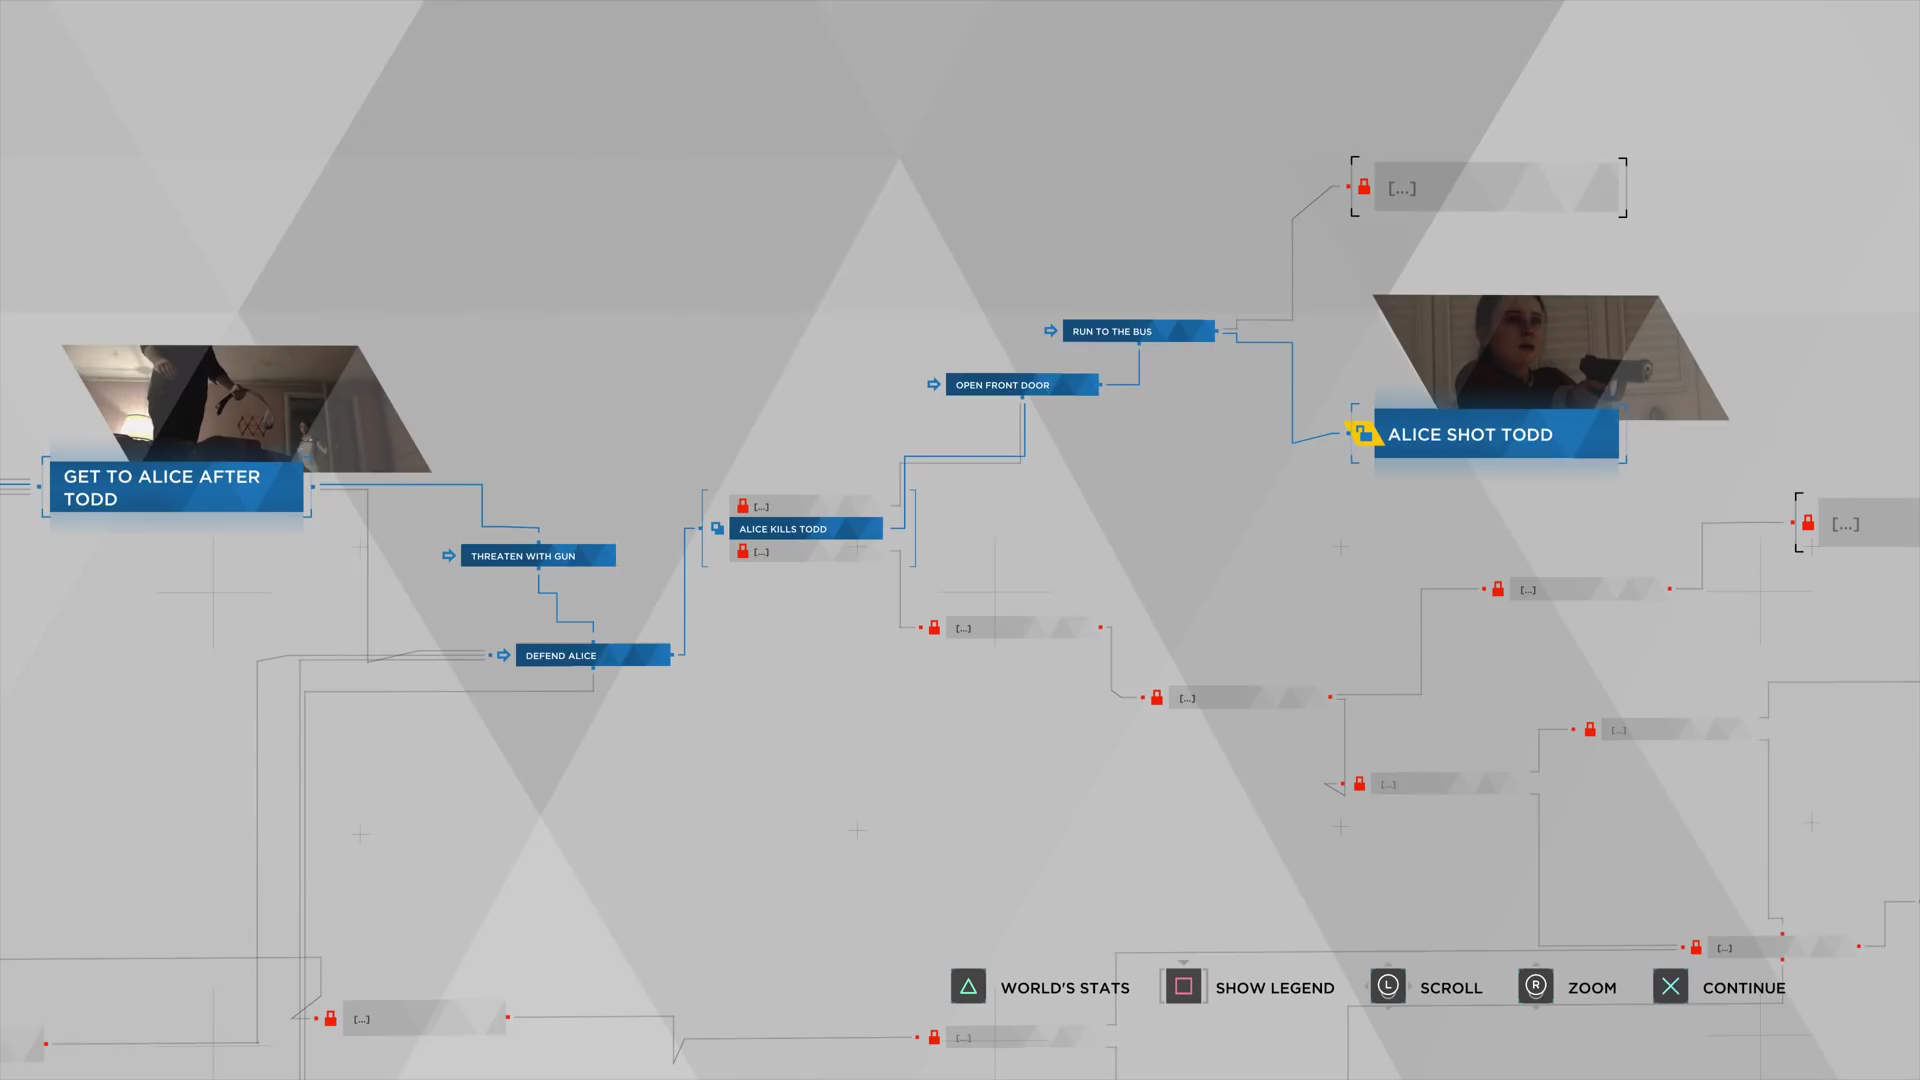 [...]
GET TO ALICE AFTER
TODD
THREATEN WITH GUN
DEFEND ALICE
[...]
ALICE KILLS TODD
[...]
OPEN FRONT DOOR
RUN TO THE BUS
ALICE SHOT TODD
[...]
[...]
[...]
[...]
[...]
[...]
[...]
[...]
[...]
WORLD'S STATS
SHOW LEGEND
L
SCROLL
R
ZOOM
CONTINUE